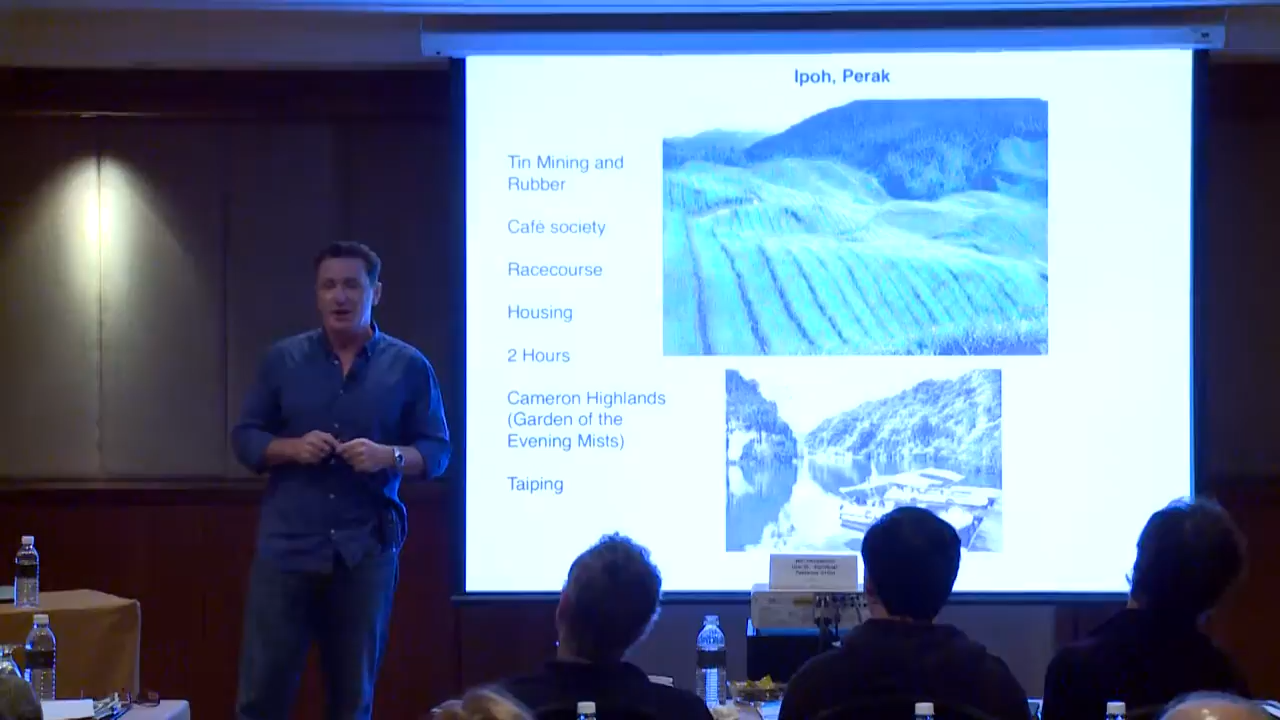 Ipoh, Perak
Tin Mining and
Rubber
Café society
Racecourse
Housing
2 Hours
Cameron Highlands
(Garden of the
Evening Mists)
Taiping